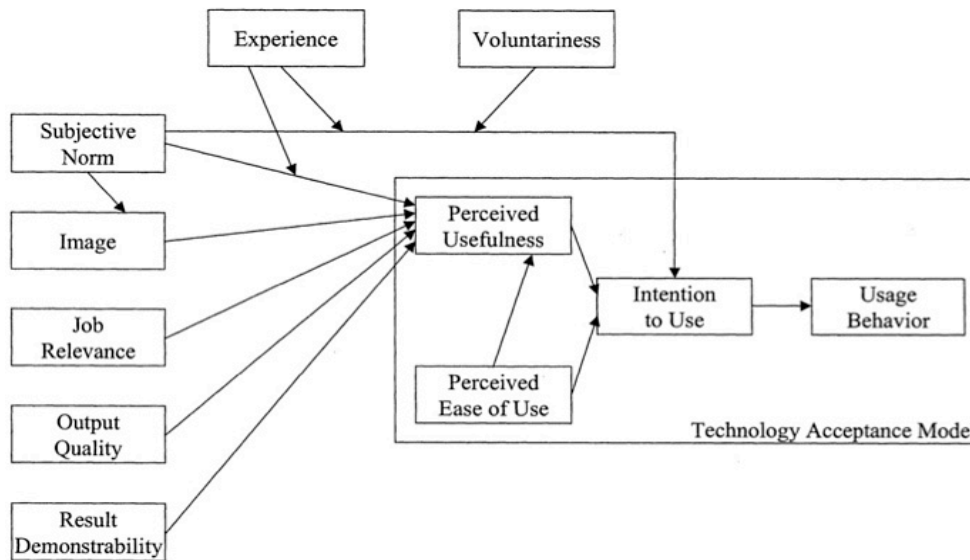 Experience
Voluntariness
Subjective
Norm
Image
Perceived
Usefulness
Intention
to Use
Usage
Behavior
Job
Relevance
Perceived
Ease of Use
Output
Quality
Technology Acceptance Mode
Result
Demonstrability